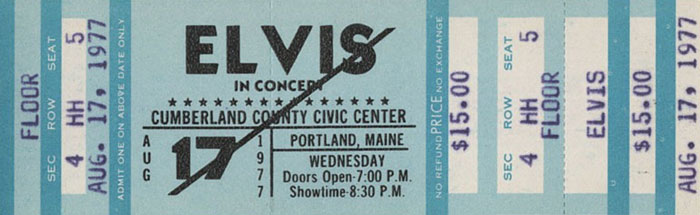 FLOOR
SEC ROW SEAT
4 HH 5
AUG. 17, 1977
ADMIT ONE ON ABOVE DATE ONLY
ELVIS
IN CONCERT
CUMBERLAND COUNTY CIVIC CENTER
AUG 17 1977
PORTLAND, MAINE
WEDNESDAY
Doors Open-7:00 P.M.
Showtime-8:30 P.M.
NO REFUND PRICE NO EXCHANGE
$15.00
SEC ROW SEAT
4 HH 5
FLOOR
ELVIS
$15.00
AUG. 17, 1977